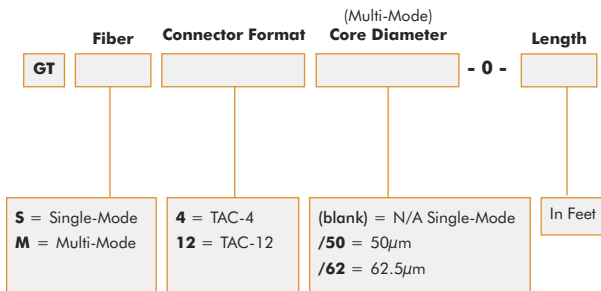 (Multi-Mode)
Fiber Connector Format Core Diameter Length
GT - 0 -
S = Single-Mode
M = Multi-Mode
4 = TAC-4
12 = TAC-12
(blank) = N/A Single-Mode
/50 = 50µm
/62 = 62.5µm
In Feet